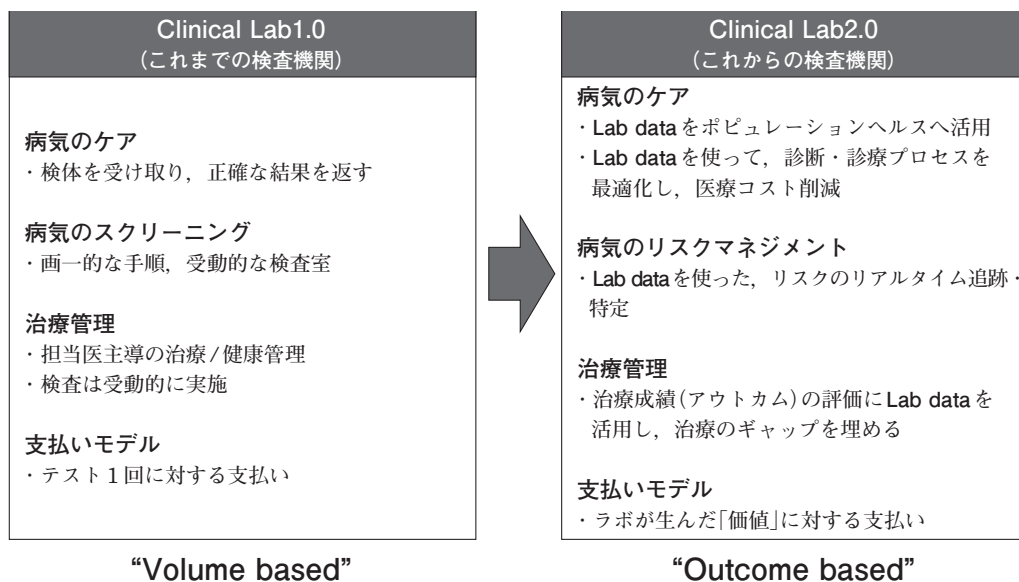 Clinical Lab1.0
(これまでの検査機関)
病気のケア
・検体を受け取り，正確な結果を返す
病気のスクリーニング
・画一的な手順，受動的な検査室
治療管理
・担当医主導の治療/健康管理
・検査は受動的に実施
支払いモデル
・テスト1回に対する支払い
“Volume based”
Clinical Lab2.0
(これからの検査機関)
病気のケア
・Lab dataをポピュレーションヘルスへ活用
・Lab dataを使って，診断・診療プロセスを
最適化し，医療コスト削減
病気のリスクマネジメント
・Lab dataを使った，リスクのリアルタイム追跡・
特定
治療管理
・治療成績(アウトカム)の評価にLab dataを
活用し，治療のギャップを埋める
支払いモデル
・ラボが生んだ「価値」に対する支払い
“Outcome based”